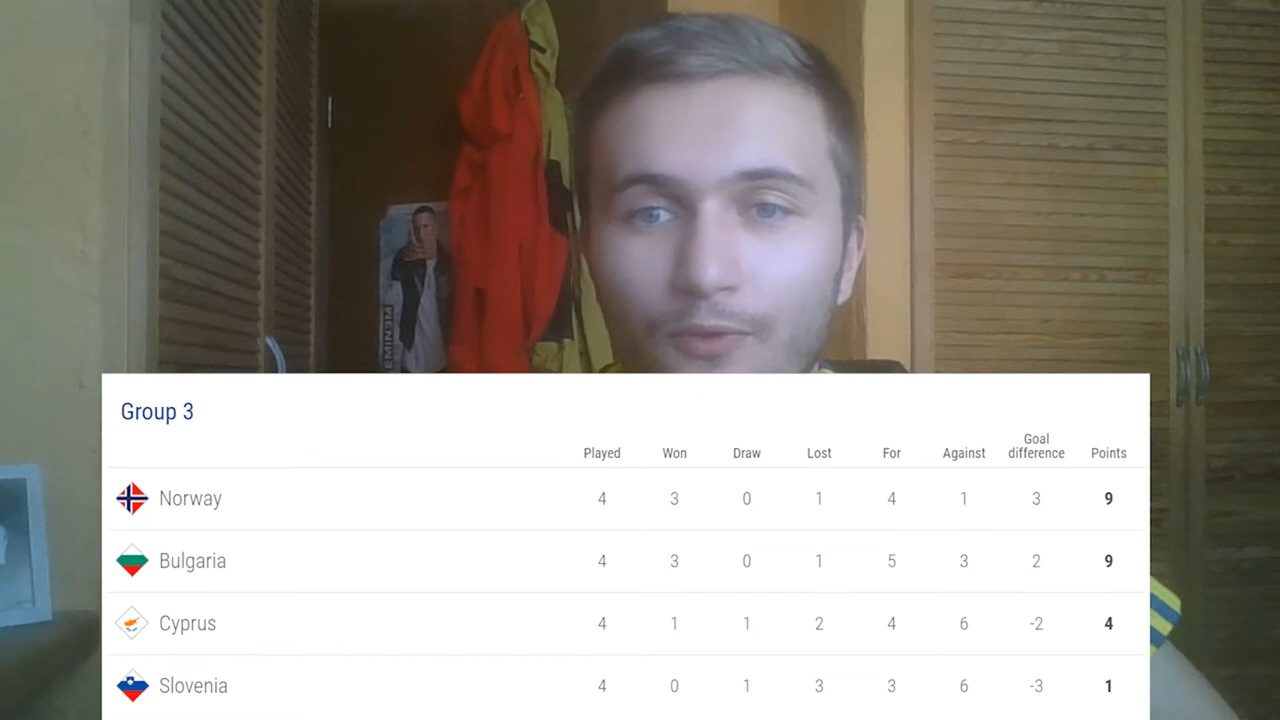 EMINEM
Group 3
Played Won Draw Lost For Against Goal difference Points
Norway 4 3 0 1 4 1 3 9
Bulgaria 4 3 0 1 5 3 2 9
Cyprus 4 1 1 2 4 6 -2 4
Slovenia 4 0 1 3 3 6 -3 1